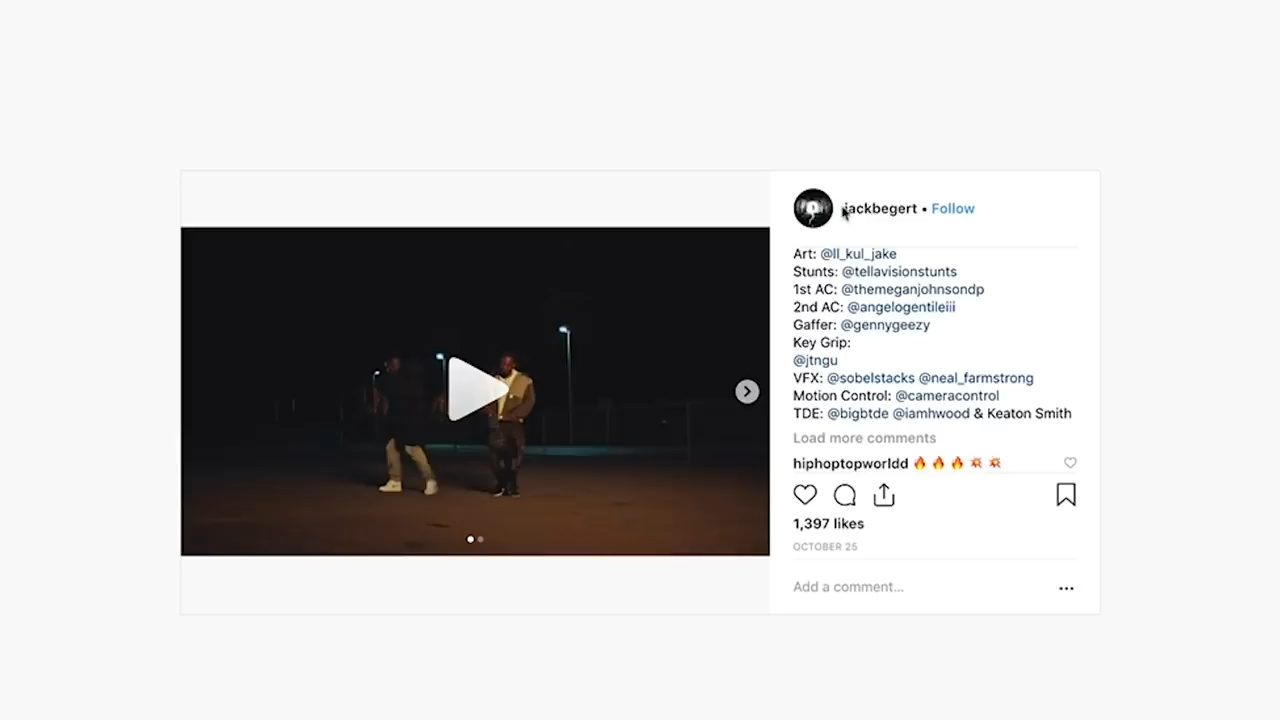 jackbegert • Follow
Art: @ll_kul_jake
Stunts: @tellavisionstunts
1st AC: @themeganjohnsondp
2nd AC: @angelogentileiii
Gaffer: @gennygeezy
Key Grip:
@jtngu
VFX: @sobelstacks @neal_farmstrong
Motion Control: @cameracontrol
TDE: @bigbtde @iamhwood & Keaton Smith
Load more comments
hiphoptopworldd 🔥 🔥 🔥 💥 💥
1,397 likes
OCTOBER 25
Add a comment...